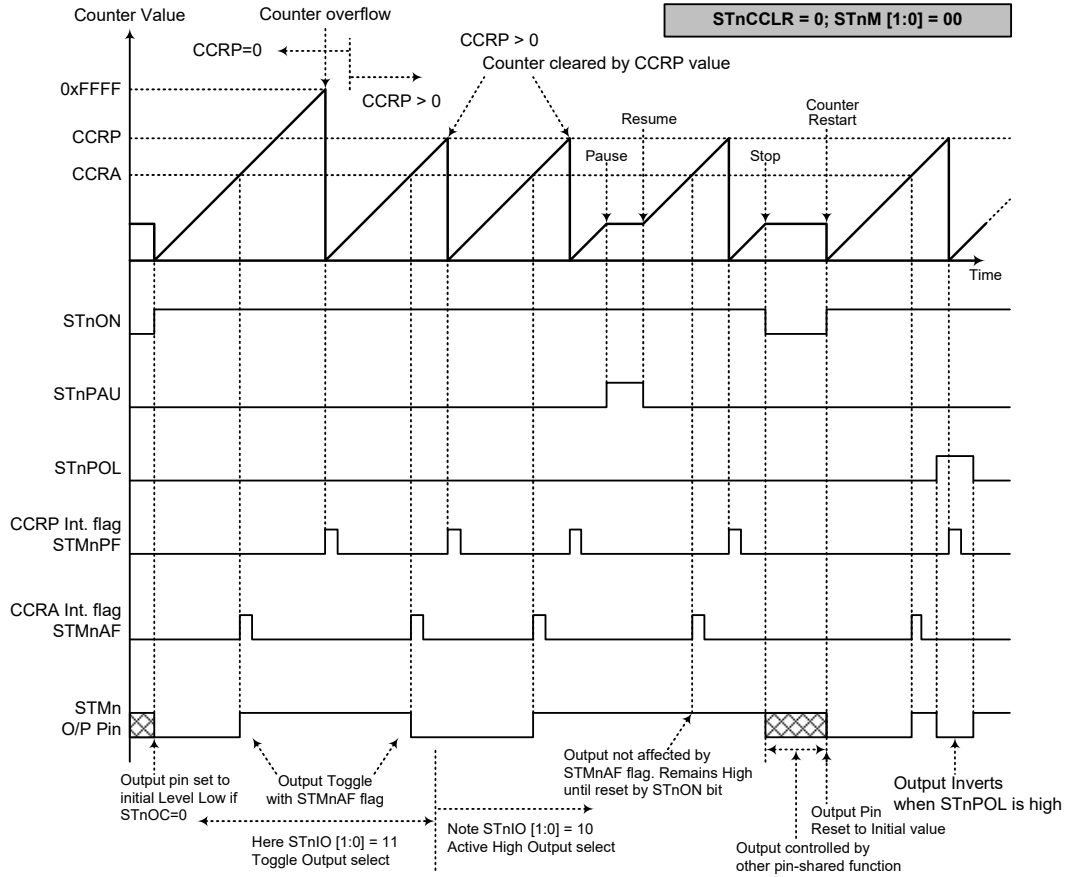 Counter Value
Counter overflow
STnCCLR = 0; STnM [1:0] = 00
CCRP=0
CCRP > 0
CCRP > 0
Counter cleared by CCRP value
0xFFFF
CCRP
CCRA
Pause
Resume
Stop
Counter
Restart
Time
STnON
STnPAU
STnPOL
CCRP Int. flag
STMnPF
CCRA Int. flag
STMnAF
STMn
O/P Pin
Output pin set to
initial Level Low if
STnOC=0
Output Toggle
with STMnAF flag
Here STnIO [1:0] = 11
Toggle Output select
Note STnIO [1:0] = 10
Active High Output select
Output not affected by
STMnAF flag. Remains High
until reset by STnON bit
Output Pin
Reset to Initial value
Output controlled by
other pin-shared function
Output Inverts
when STnPOL is high